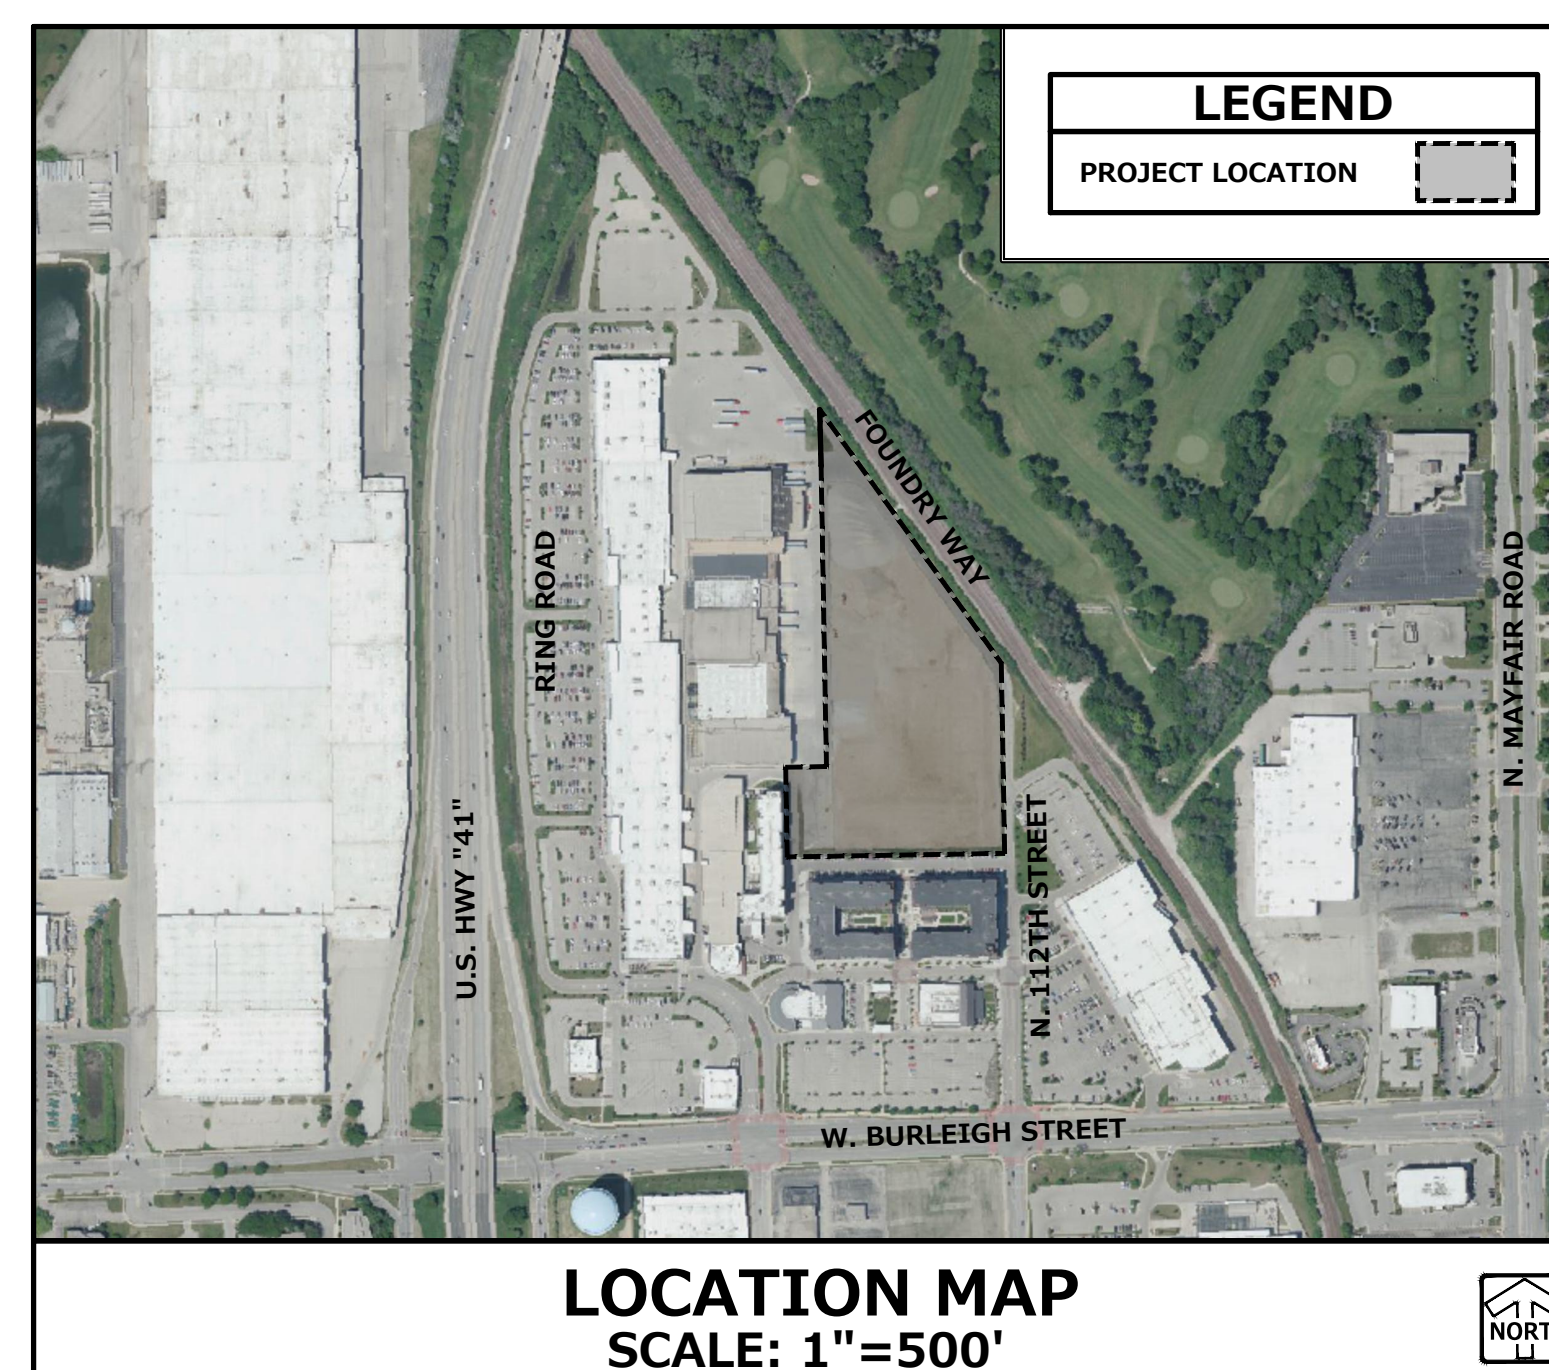 LEGEND
PROJECT LOCATION
FOUNDRY WAY
RING ROAD
N. MAYFAIR ROAD
U.S. HWY "41"
N. 112TH STREET
W. BURLEIGH STREET
LOCATION MAP
SCALE: 1"=500'
NORT